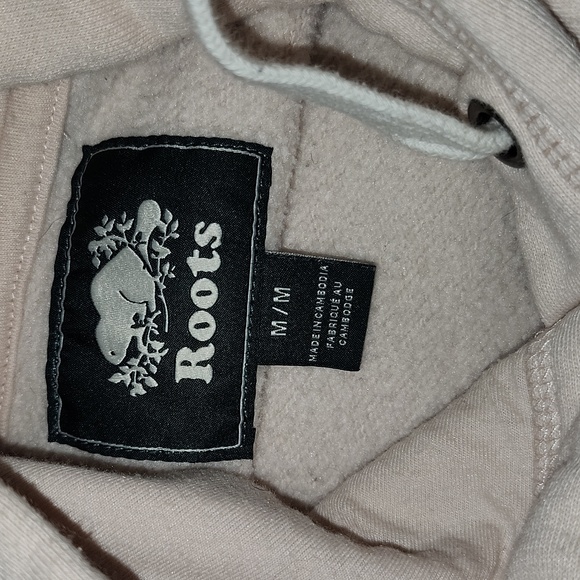 Roots
M/M
MADE IN CAMBODIA
FABRIQUÉ AU
CAMBODGE